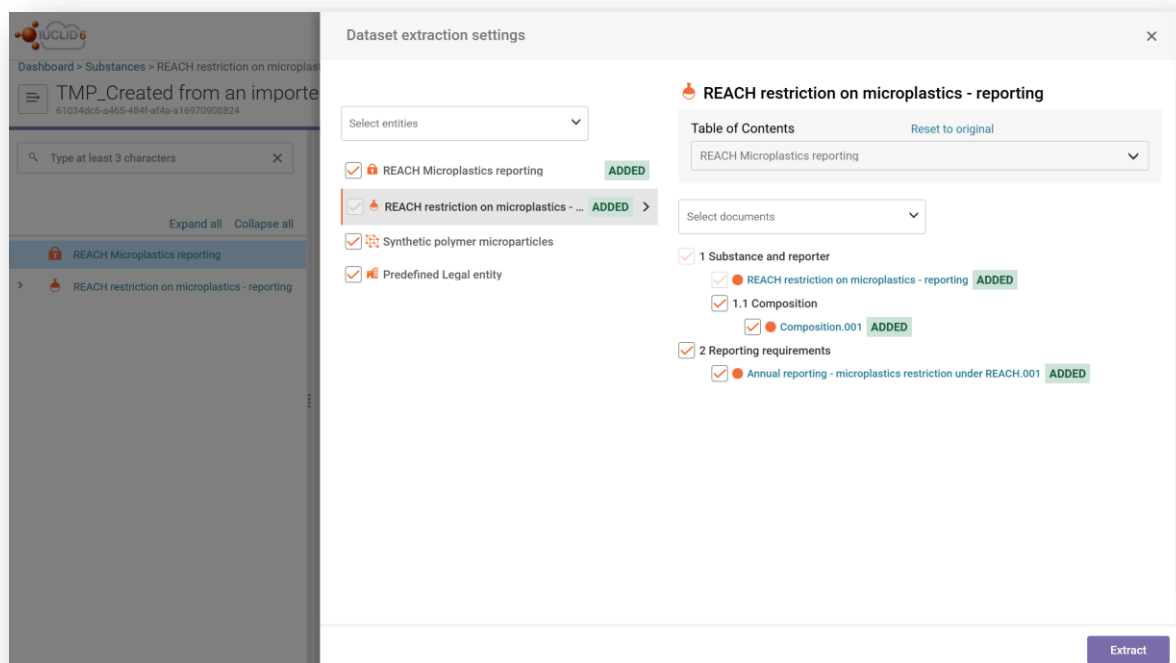 IUCLID6
Dashboard > Substances > REACH restriction on microplas
TMP_Created from an importe
61034dc6-a465-484f-af4a-a16970908824
Type at least 3 characters
Expand all Collapse all
REACH Microplastics reporting
REACH restriction on microplastics - reporting
Dataset extraction settings
Select entities
REACH Microplastics reporting ADDED
REACH restriction on microplastics - ... ADDED
Synthetic polymer microparticles
Predefined Legal entity
REACH restriction on microplastics - reporting
Table of Contents Reset to original
REACH Microplastics reporting
Select documents
1 Substance and reporter
REACH restriction on microplastics - reporting ADDED
1.1 Composition
Composition.001 ADDED
2 Reporting requirements
Annual reporting - microplastics restriction under REACH.001 ADDED
Extract